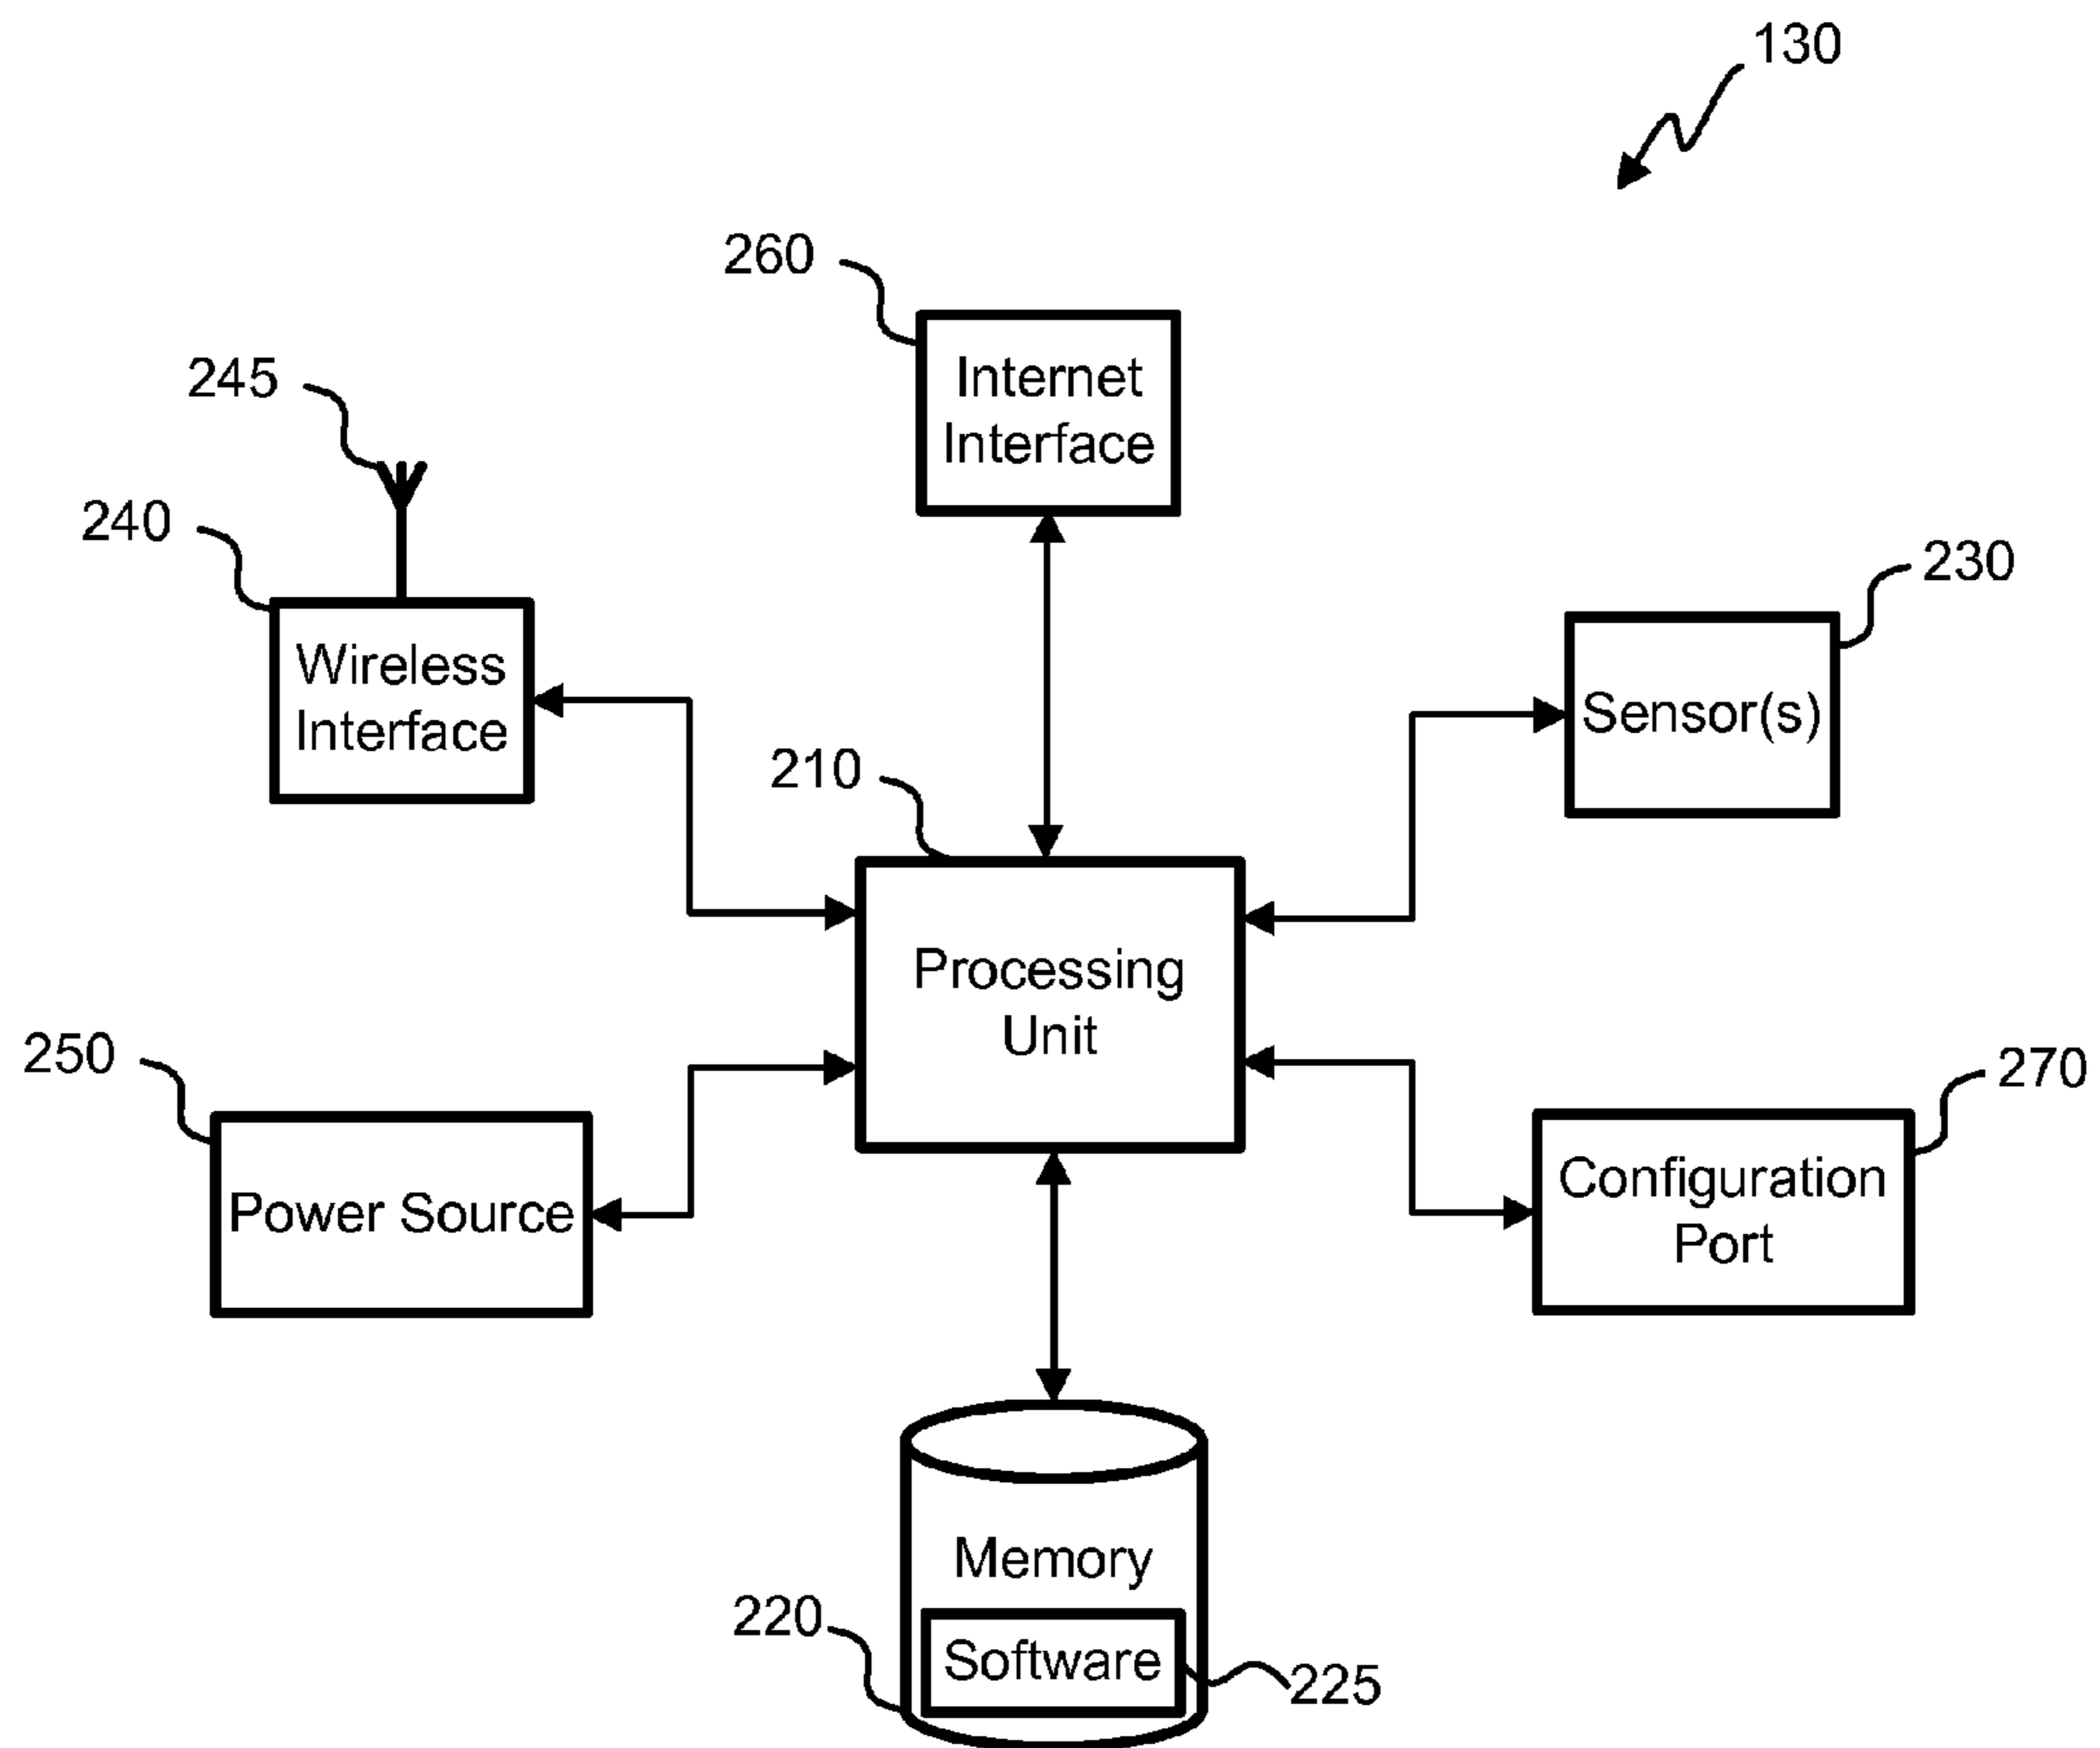 130
260
Internet
Interface
245
240
Wireless
Interface
230
Sensor(s)
210
Processing
Unit
250
Power Source
270
Configuration
Port
Memory
220
Software
225